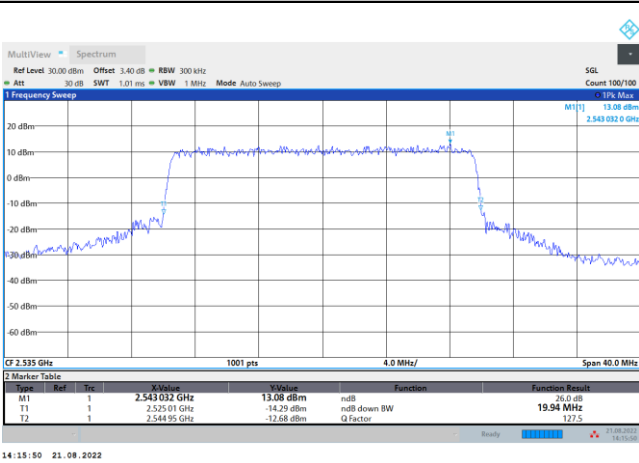 MultiView Spectrum
Ref Level 30.00 dBm Offset 3.40 dB RBW 300 kHz SGL
Att 30 dB SWT 1.01 ms VBW 1 MHz Mode Auto Sweep Count 100/100
1 Frequency Sweep 1Pk Max
M1[1] 13.08 dBm
2.543 032 0 GHz
20 dBm
M1
10 dBm
0 dBm
-10 dBm
-20 dBm
-30 dBm
-40 dBm
-50 dBm
-60 dBm
CF 2.535 GHz 1001 pts 4.0 MHz/ Span 40.0 MHz
2 Marker Table
Type Ref Trc X-Value Y-Value Function Function Result
M1 1 2.543 032 GHz 13.08 dBm ndB 26.0 dB
T1 1 2.525 01 GHz -14.29 dBm ndB down BW 19.94 MHz
T2 1 2.544 95 GHz -12.68 dBm Q Factor 127.5
Ready 21.08.2022
14:15:50
14:15:50 21.08.2022